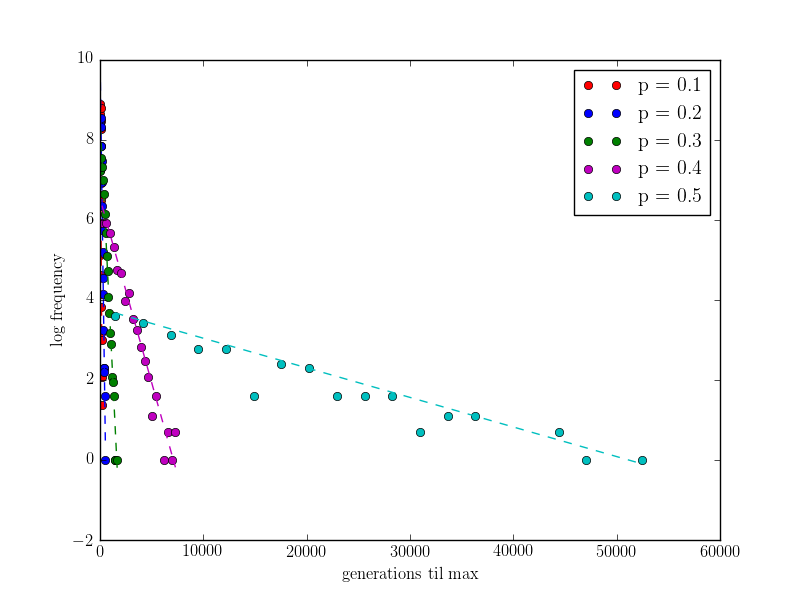 10
8
6
4
2
0
−2
log frequency
p = 0.1
p = 0.2
p = 0.3
p = 0.4
p = 0.5
0 10000 20000 30000 40000 50000 60000
generations til max